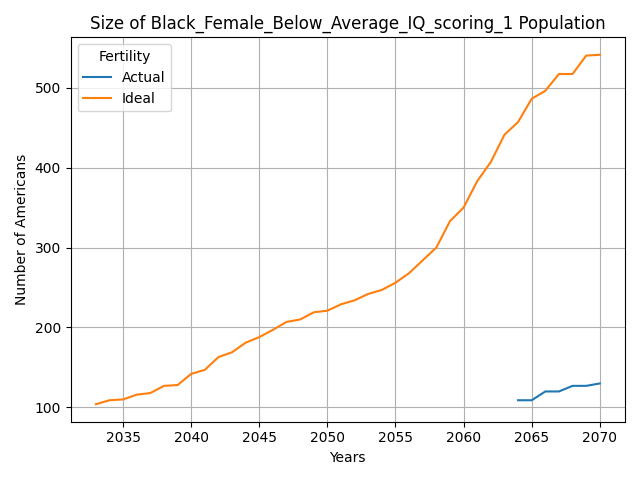 Size of Black_Female_Below_Average_IQ_scoring_1 Population
Fertility
Actual
Ideal
Number of Americans
500
400
300
200
100
2035
2040
2045
2050
2055
2060
2065
2070
Years